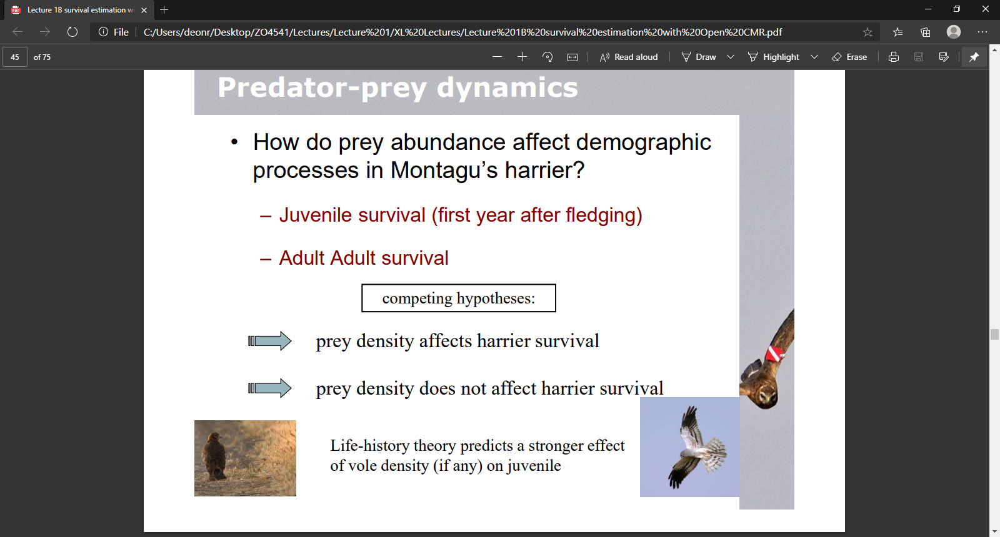 Lecture 1B survival estimation wi
File
C:/Users/deonr/Desktop/ZO4541/Lectures/Lecture%201/XL%20Lectures/Lecture%201B%20survival%20estimation%20with%20Open%20CMR.pdf
45 of 75
Read aloud
Draw
Highlight
Erase
Predator-prey dynamics
• How do prey abundance affect demographic
processes in Montagu’s harrier?
– Juvenile survival (first year after fledging)
– Adult Adult survival
competing hypotheses:
prey density affects harrier survival
prey density does not affect harrier survival
Life-history theory predicts a stronger effect
of vole density (if any) on juvenile